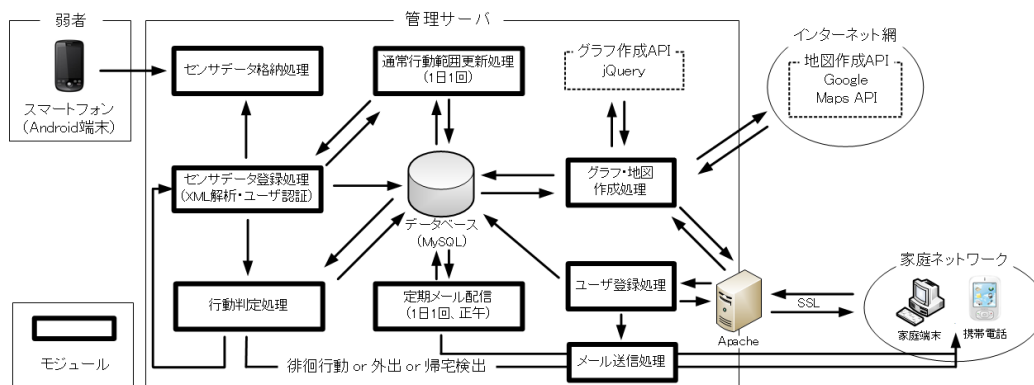 弱者
スマートフォン
(Android端末)
管理サーバ
センサデータ格納処理
通常行動範囲更新処理
(1日1回)
グラフ作成API
jQuery
インターネット網
地図作成API
Google
Maps API
センサデータ登録処理
(XML解析・ユーザ認証)
データベース
(MySQL)
グラフ・地図
作成処理
行動判定処理
定期メール配信
(1日1回、正午)
ユーザ登録処理
Apache
SSL
家庭ネットワーク
家庭端末
携帯電話
モジュール
徘徊行動 or 外出 or 帰宅検出
メール送信処理